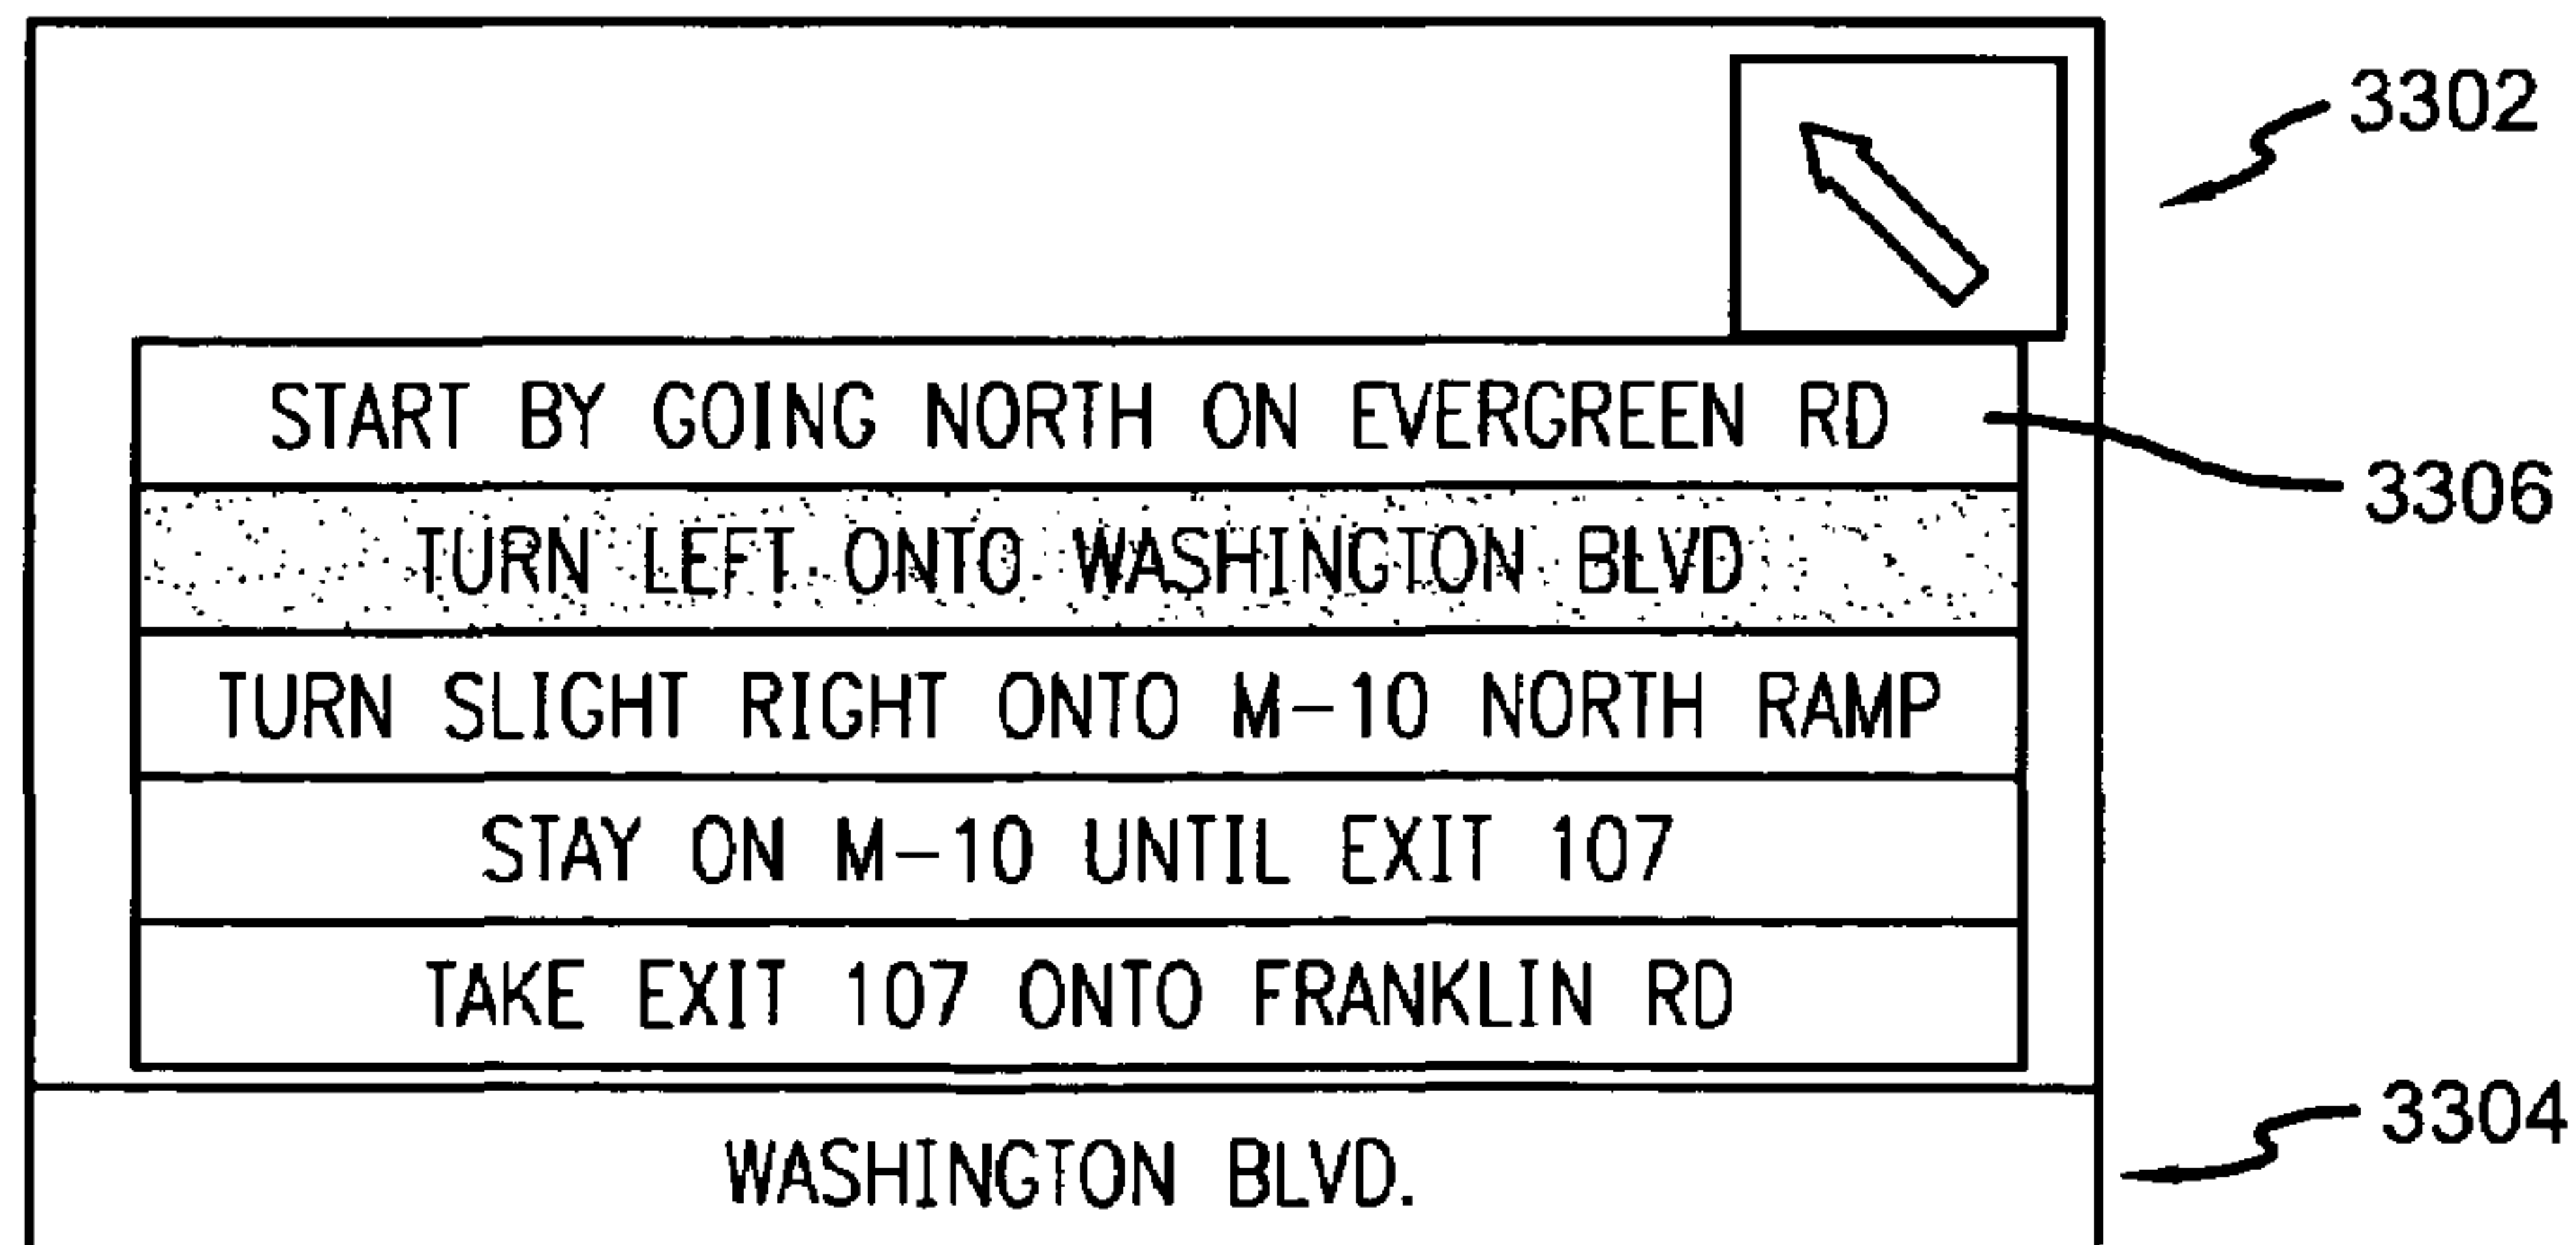 3302
START BY GOING NORTH ON EVERGREEN RD
3306
TURN LEFT ONTO WASHINGTON BLVD
TURN SLIGHT RIGHT ONTO M-10 NORTH RAMP
STAY ON M-10 UNTIL EXIT 107
TAKE EXIT 107 ONTO FRANKLIN RD
3304
WASHINGTON BLVD.